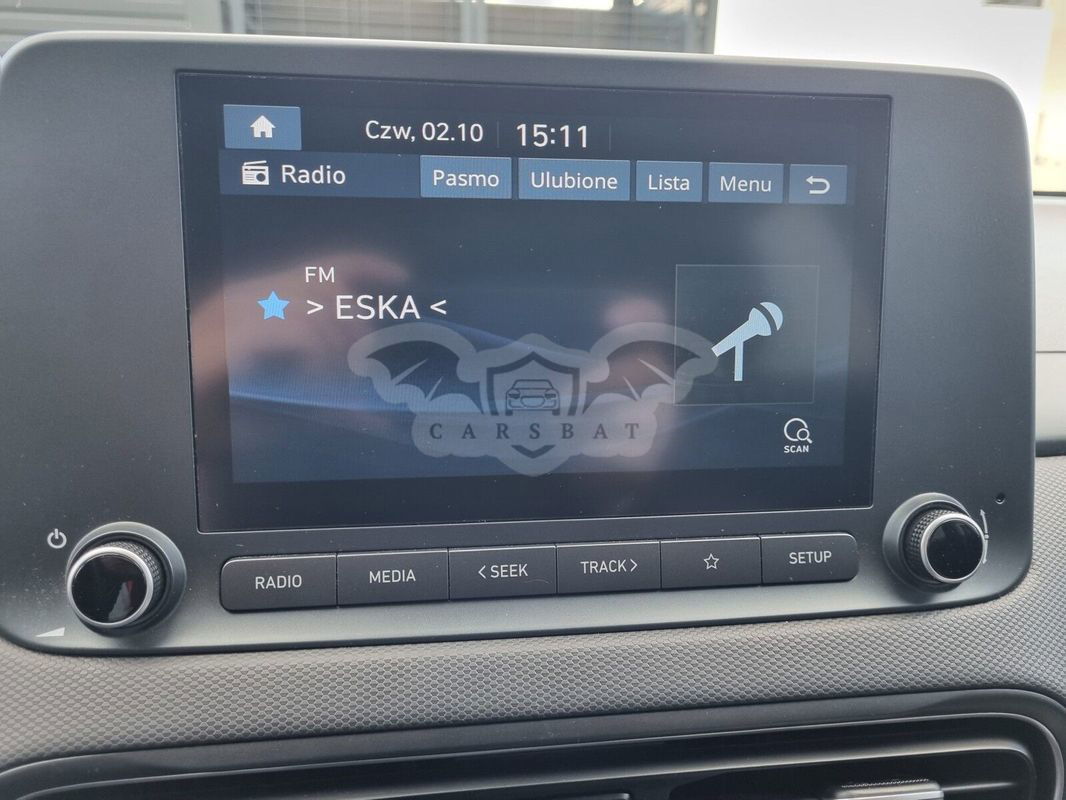 Czw, 02.10 15:11
Radio Pasmo Ulubione Lista Menu
FM
> ESKA <
CARSBAT
SCAN
RADIO MEDIA < SEEK TRACK > SETUP